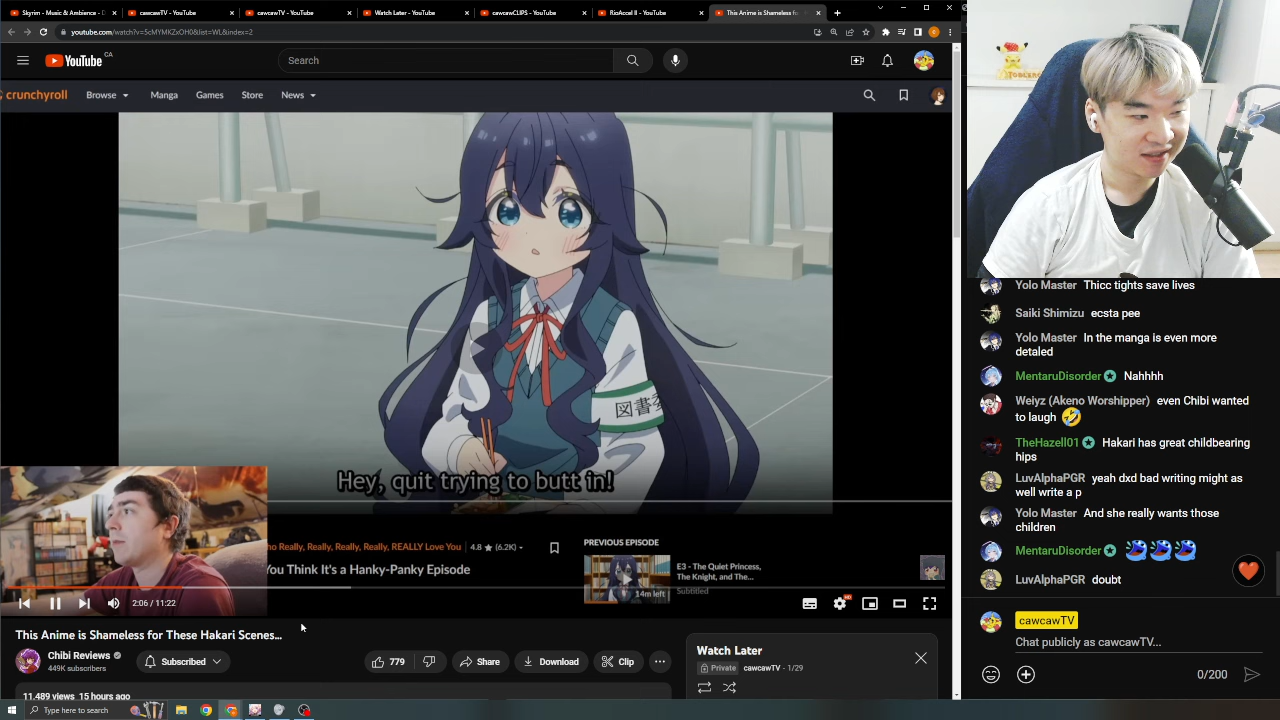 Skyrim - Music & Ambience -
cawcawTV - YouTube
cawcawTV - YouTube
Watch Later - YouTube
cawcawCLIPS - YouTube
RioAccel II - YouTube
This Anime is Shameless fo
youtube.com/watch?v=5cMYMKZxOH0&list=WL&index=2
YouTube CA
Search
crunchyroll
Browse
Manga
Games
Store
News
図書委
Hey, quit trying to butt in!
ho Really, Really, Really, Really, REALLY Love You
4.8 ★ (6.2K)
You Think It's a Hanky-Panky Episode
PREVIOUS EPISODE
E3 - The Quiet Princess,
The Knight, and The...
Subtitled
14m left
2:06 / 11:22
HD
This Anime is Shameless for These Hakari Scenes...
Chibi Reviews
449K subscribers
Subscribed
779
Share
Download
Clip
11,489 views 15 hours ago
Watch Later
Private
cawcawTV - 1/29
Type here to search
Yolo Master Thicc tights save lives
Saiki Shimizu ecsta pee
Yolo Master In the manga is even more
detaled
MentaruDisorder Nahhhh
Weiyz (Akeno Worshipper) even Chibi wanted
to laugh 🤣
TheHazell01 Hakari has great childbearing
hips
LuvAlphaPGR yeah dxd bad writing might as
well write a p
Yolo Master And she really wants those
children
MentaruDisorder
LuvAlphaPGR doubt
cawcawTV
Chat publicly as cawcawTV...
0/200